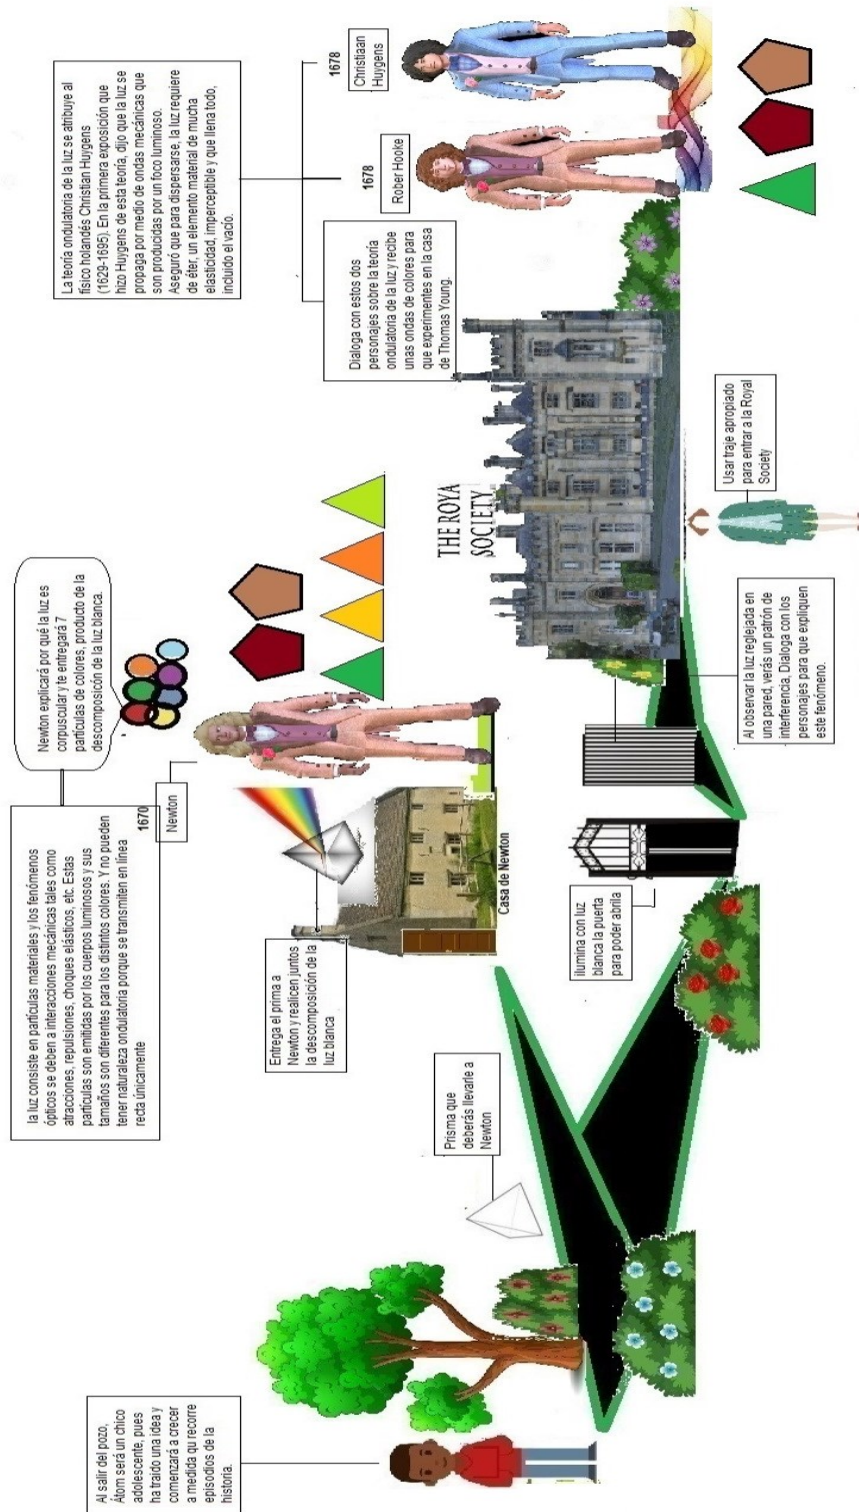 Al salir del pozo,
Átom será un chico
adolescente, pues
ha traido una idey y
comenzará a crecer
a medida qu recorre
episodios de la
historia.
la luz consiste en partículas materiales y los fenómenos
ópticos se deben a interacciones mecánicas tales como
atracciones, repulsiones, choques elásticos, etc. Estas
partículas son emitidas por los cuerpos luminosos y sus
tamaños son diferentes para los distintos colores. Y no pueden
tener naturaleza ondulatoria porque se transmiten en línea
recta únicamente
Newton explicará por qué la luz es
corpuscular y te entregará 7
partículas de colores, producto de la
descomposición de la luz blanca.
1670
Newton
Entrega el prima a
Newton y realicen juntos
la descomposición de la
luz blanca
Prisma que
deberás llevarle a
Newton
Casa de Newton
ilumina con luz
blanca la puerta
para poder abrila
Al observar la luz reglejada en
una pared, verás un patrón de
interferencia, Dialoga con los
personajes para que expliquen
este fenómeno.
THE ROYA
SOCIETY
Usar traje apropiado
para entrar a la Royal
Society
La teoría ondulatoria de la luz se atribuye al
físico holandés Christian Huygens
(1629-1695). En la primera exposición que
hizo Huygens de esta teoría, dijo que la luz se
propaga por medio de ondas mecánicas que
son producidas por un foco luminoso.
Aseguró que para dispersarse, la luz requiere
de éter, un elemento material de mucha
elasticidad, imperceptible y que llena todo,
incluido el vacío.
Dialoga con estos dos
personajes sobre la teoría
ondulatoria de la luz y recibe
unas ondas de colores para
que experimentes en la casa
de Thomas Young.
1678
Rober Hooke
1678
Christiaan
Huygens